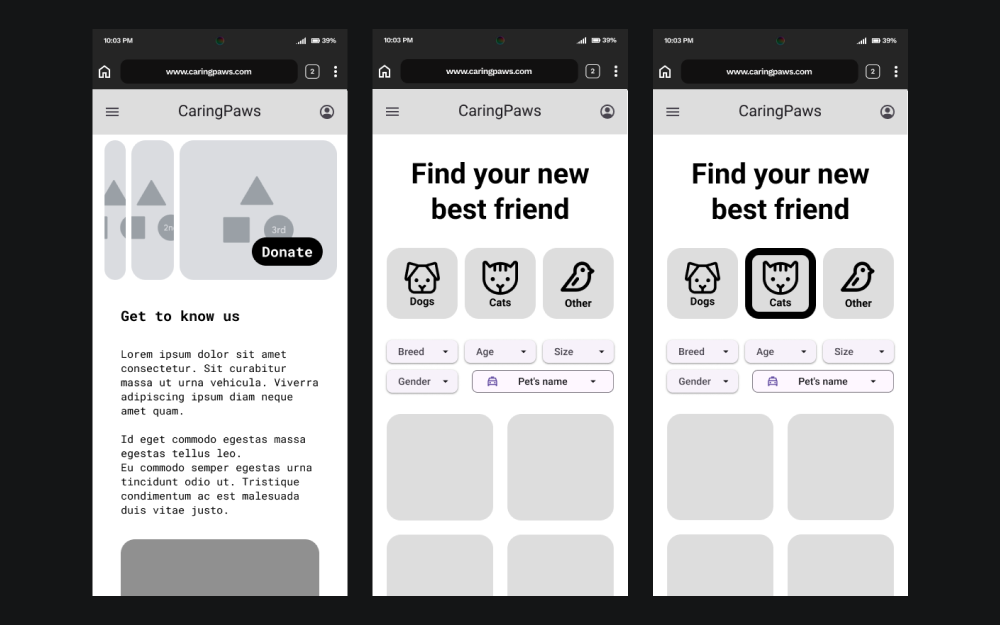 10:03 PM
39%
www.caringpaws.com
2
CaringPaws
2n
3rd
Donate
Get to know us
Lorem ipsum dolor sit amet
consectetur. Sit curabitur
massa ut urna vehicula. Viverra
adipiscing ipsum diam neque
amet quam.
Id eget commodo egestas massa
egestas tellus leo.
Eu commodo semper egestas urna
tincidunt odio ut. Tristique
condimentum ac est malesuada
duis vitae justo.
10:03 PM
39%
www.caringpaws.com
2
CaringPaws
Find your new
best friend
Dogs
Cats
Other
Breed
Age
Size
Gender
Pet's name
10:03 PM
39%
www.caringpaws.com
2
CaringPaws
Find your new
best friend
Dogs
Cats
Other
Breed
Age
Size
Gender
Pet's name